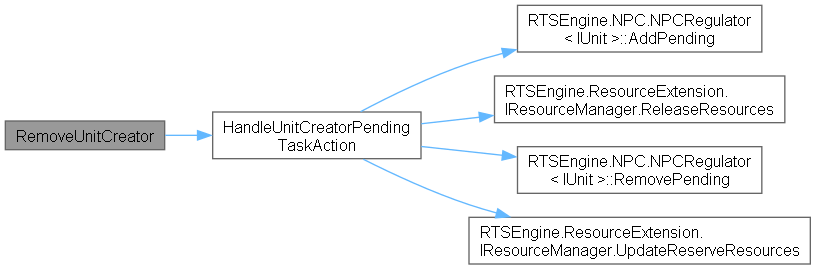 RemoveUnitCreator
HandleUnitCreatorPending
TaskAction
RTSEngine.NPC.NPCRegulator
< IUnit >::AddPending
RTSEngine.ResourceExtension.
IResourceManager.ReleaseResources
RTSEngine.NPC.NPCRegulator
< IUnit >::RemovePending
RTSEngine.ResourceExtension.
IResourceManager.UpdateReserveResources